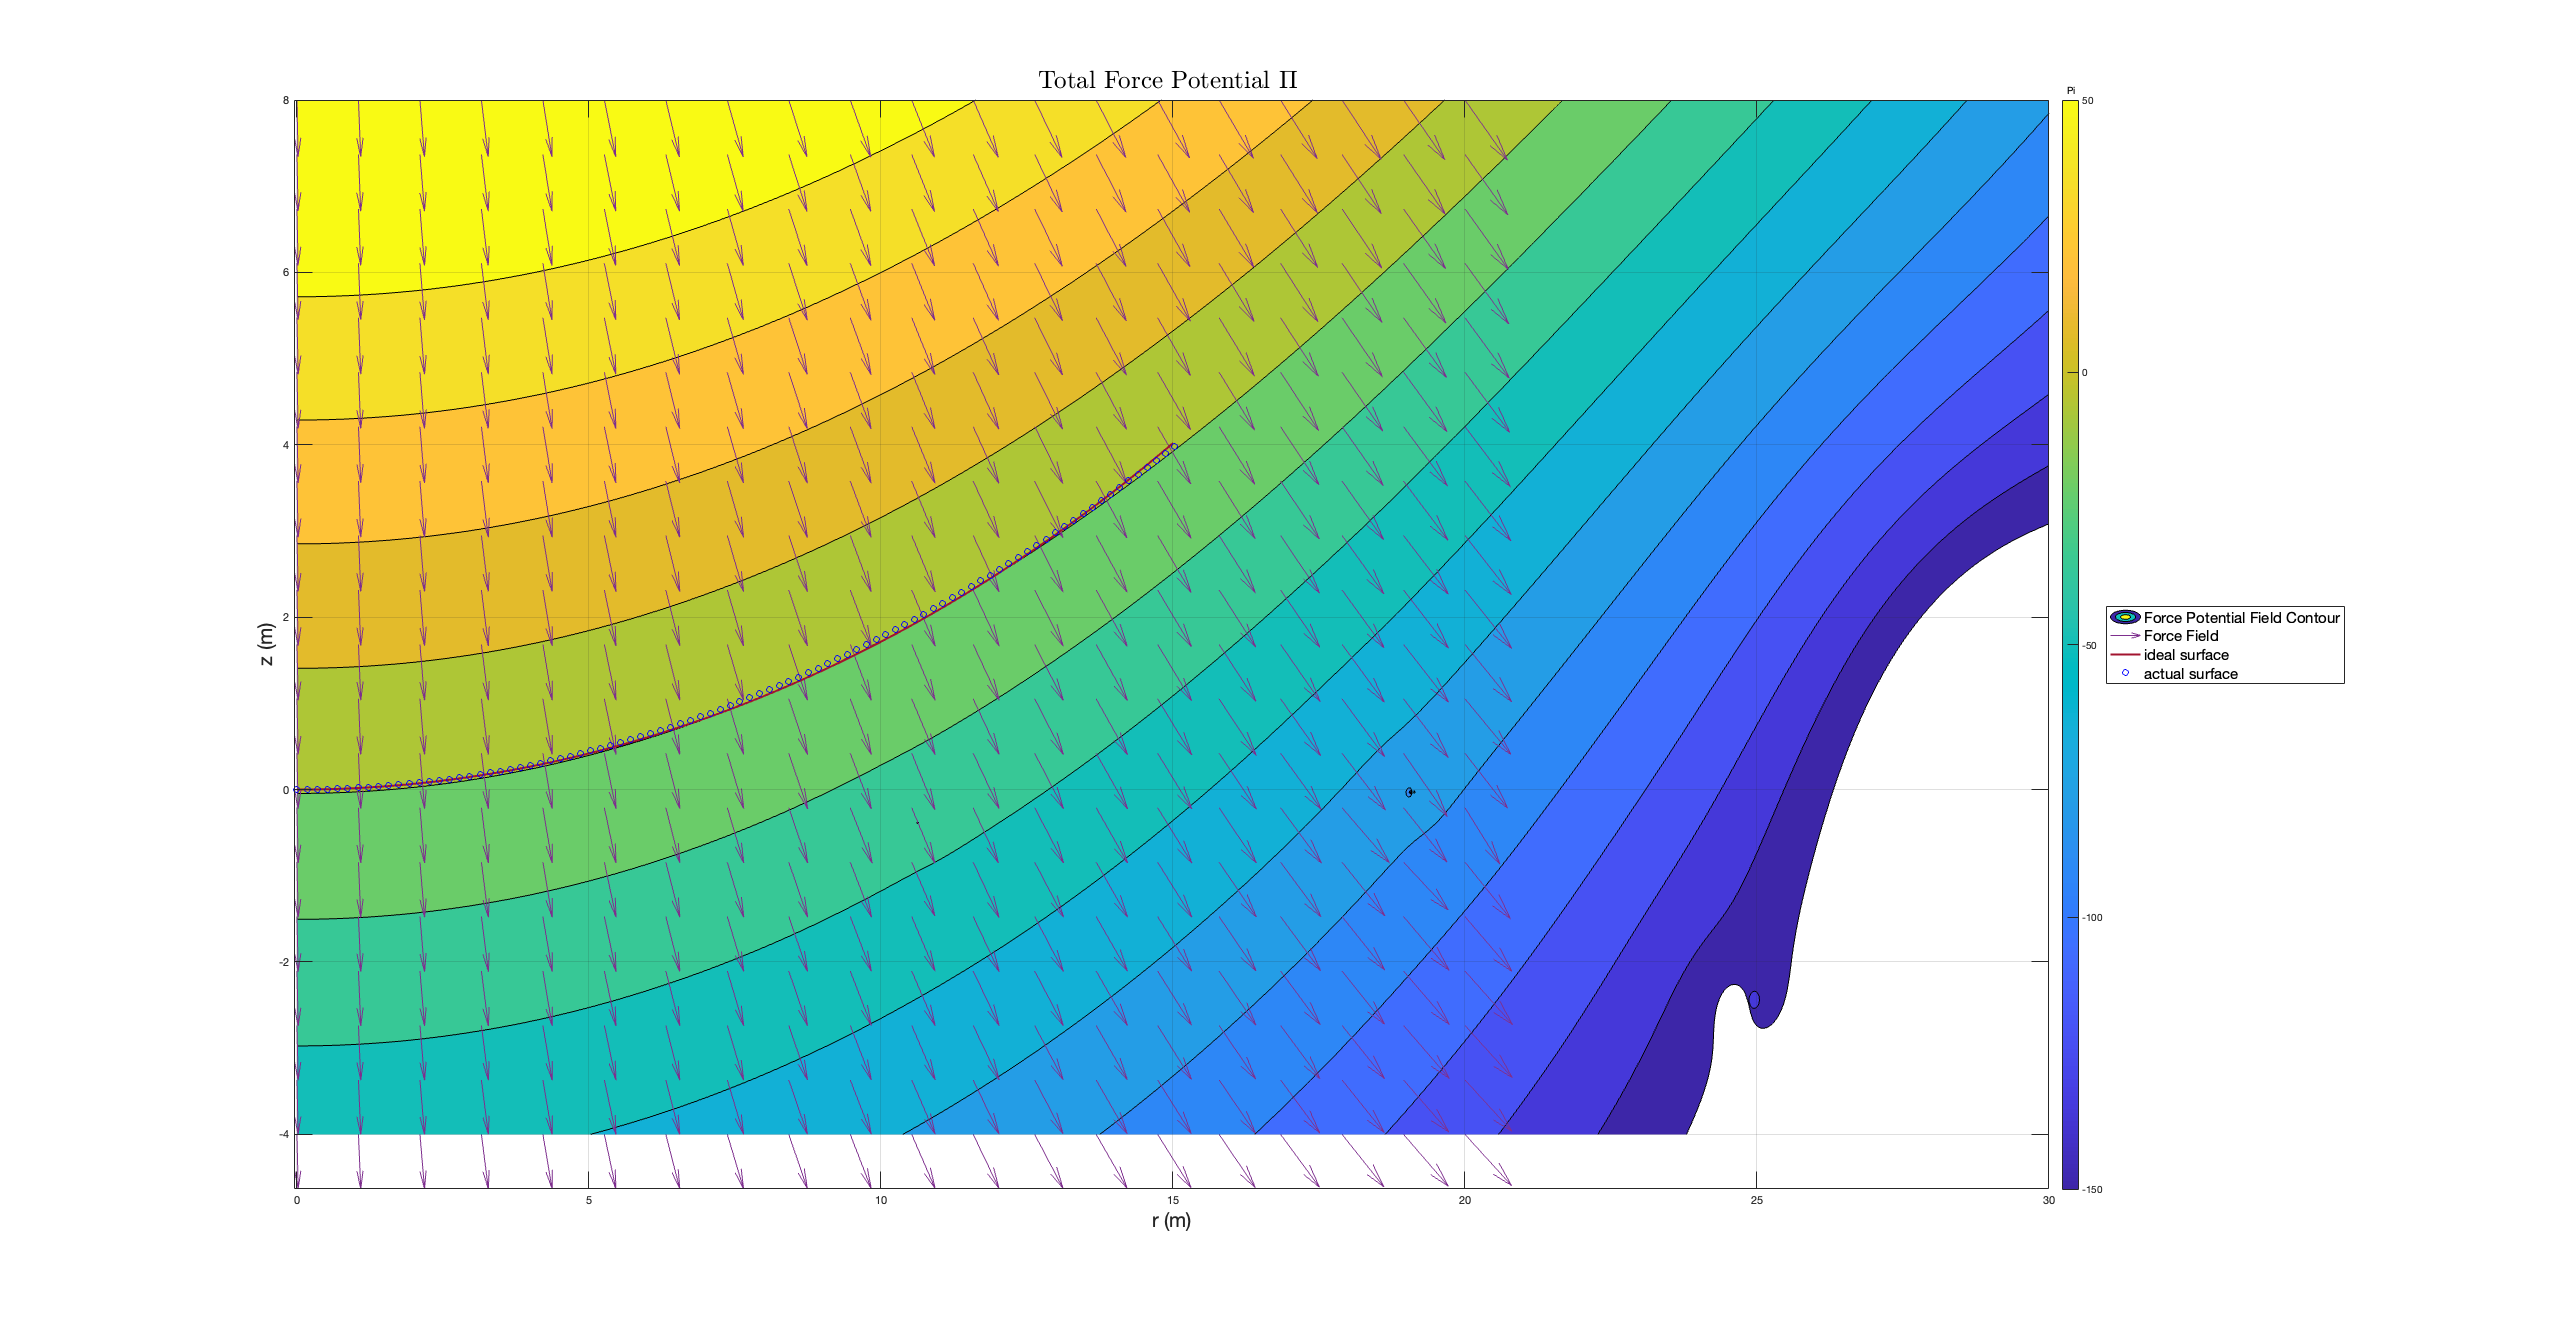 Total Force Potential Π
Pi
8
6
4
2
0
-2
-4
z (m)
0 5 10 15 20 25 30
r (m)
50
0
-50
-100
-150
Force Potential Field Contour
Force Field
ideal surface
actual surface